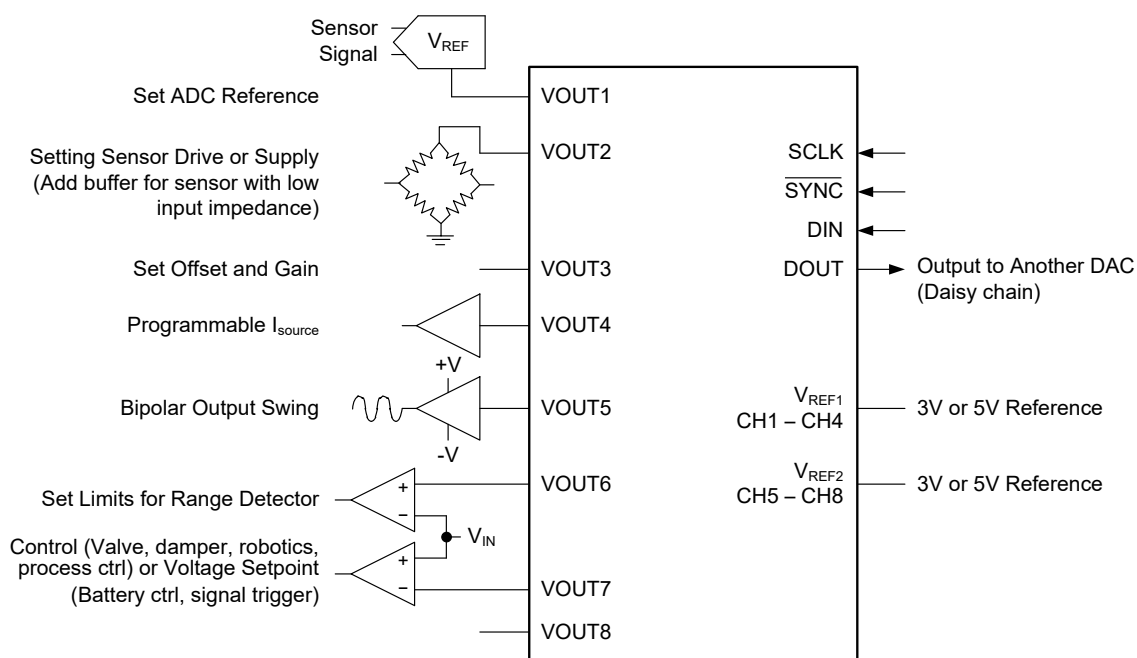 Sensor
Signal
VREF
Set ADC Reference
VOUT1
Setting Sensor Drive or Supply
(Add buffer for sensor with low
input impedance)
VOUT2
Set Offset and Gain
VOUT3
Programmable Isource
VOUT4
+V
Bipolar Output Swing
VOUT5
-V
Set Limits for Range Detector
+
−
VOUT6
VIN
Control (Valve, damper, robotics,
process ctrl) or Voltage Setpoint
(Battery ctrl, signal trigger)
+
−
VOUT7
VOUT8
SCLK
SYNC
DIN
DOUT
Output to Another DAC
(Daisy chain)
VREF1
CH1 – CH4
3V or 5V Reference
VREF2
CH5 – CH8
3V or 5V Reference